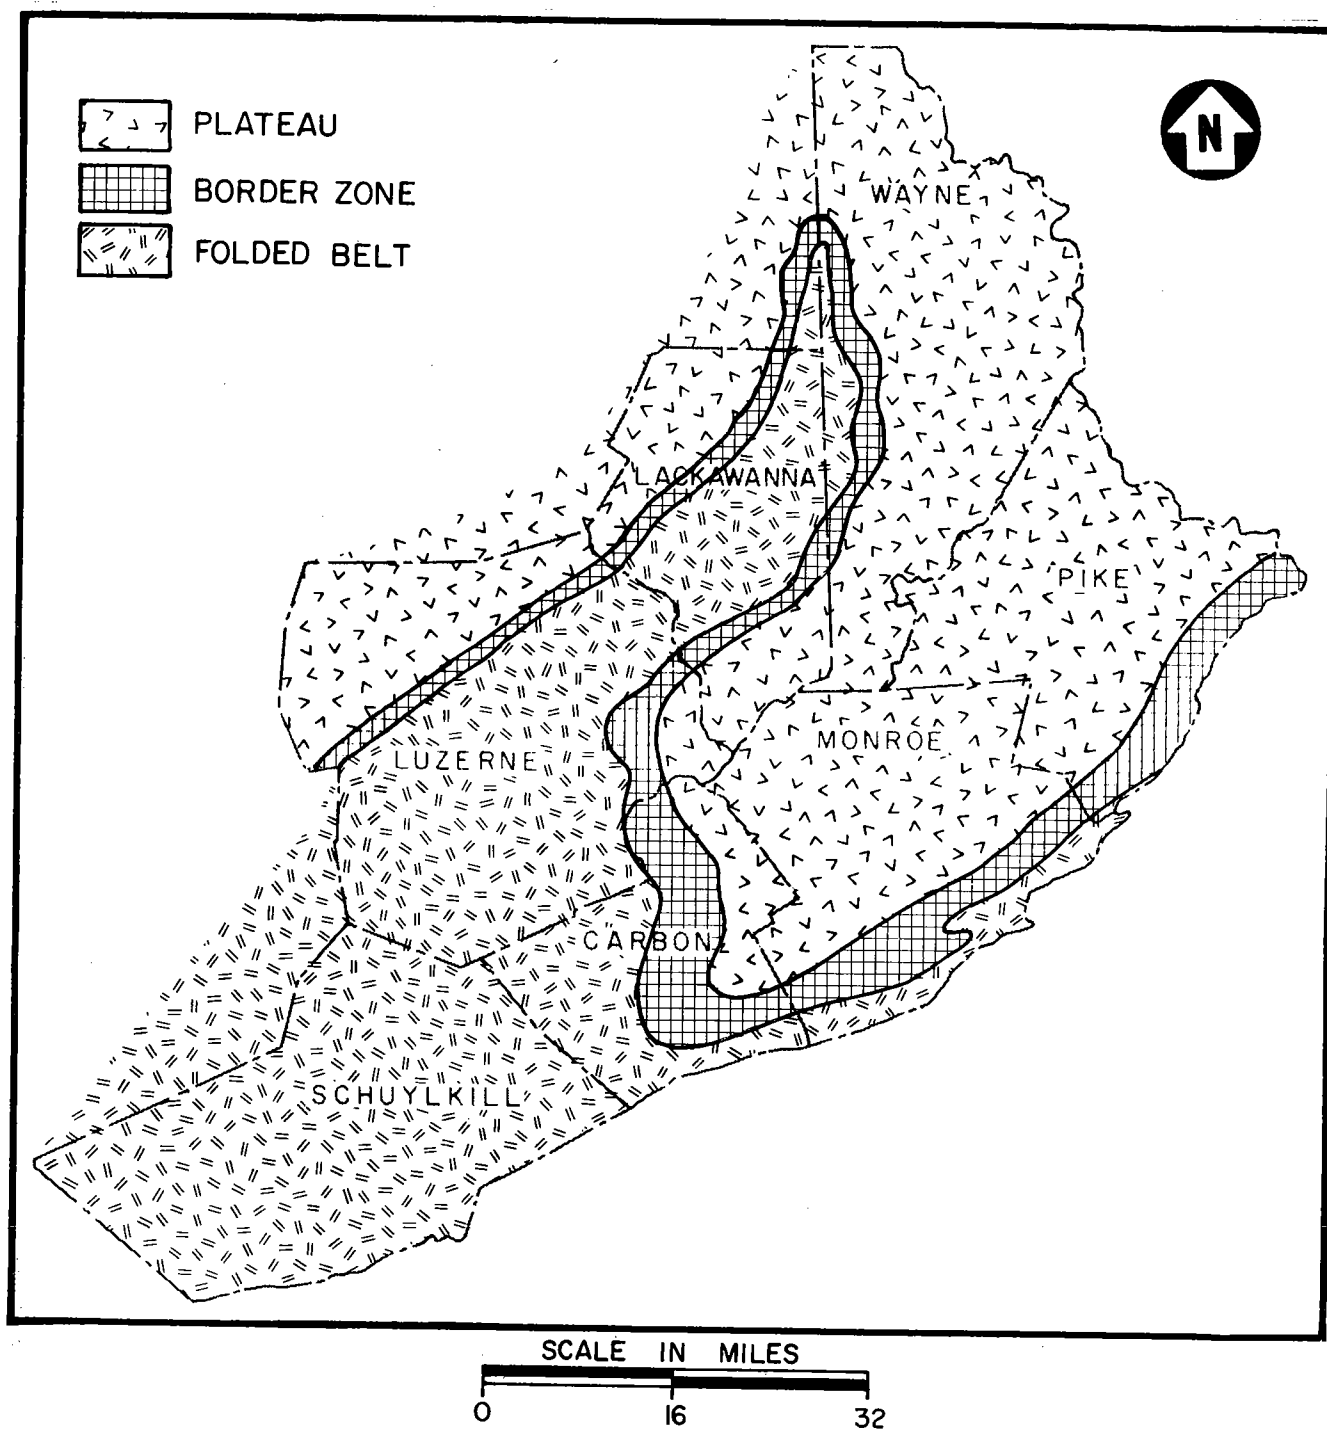 PLATEAU
BORDER ZONE
FOLDED BELT
N
WAYNE
LACKAWANNA
PIKE
MONROE
LUZERNE
CARBON
SCHUYLKILL
SCALE IN MILES
0 16 32